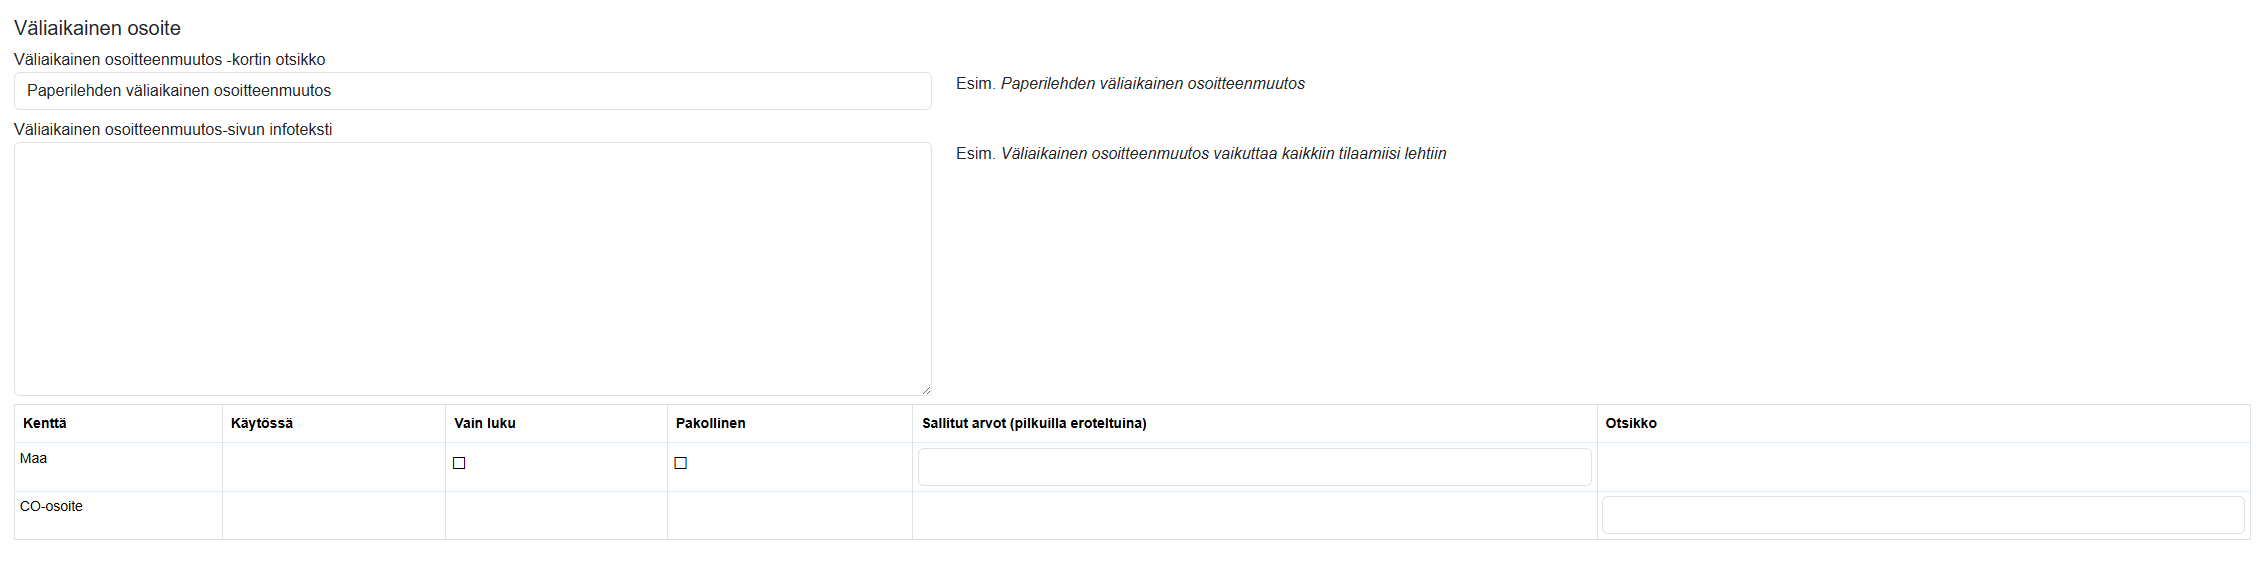 Väliaikainen osoite
Väliaikainen osoitteenmuutos -kortin otsikko
Paperilehden väliaikainen osoitteenmuutos
Esim. Paperilehden väliaikainen osoitteenmuutos
Väliaikainen osoitteenmuutos-sivun infoteksti
Esim. Väliaikainen osoitteenmuutos vaikuttaa kaikkiin tilaamiisi lehtiin
Kenttä Käytössä Vain luku Pakollinen Sallitut arvot (pilkuilla eroteltuina) Otsikko
Maa
CO-osoite